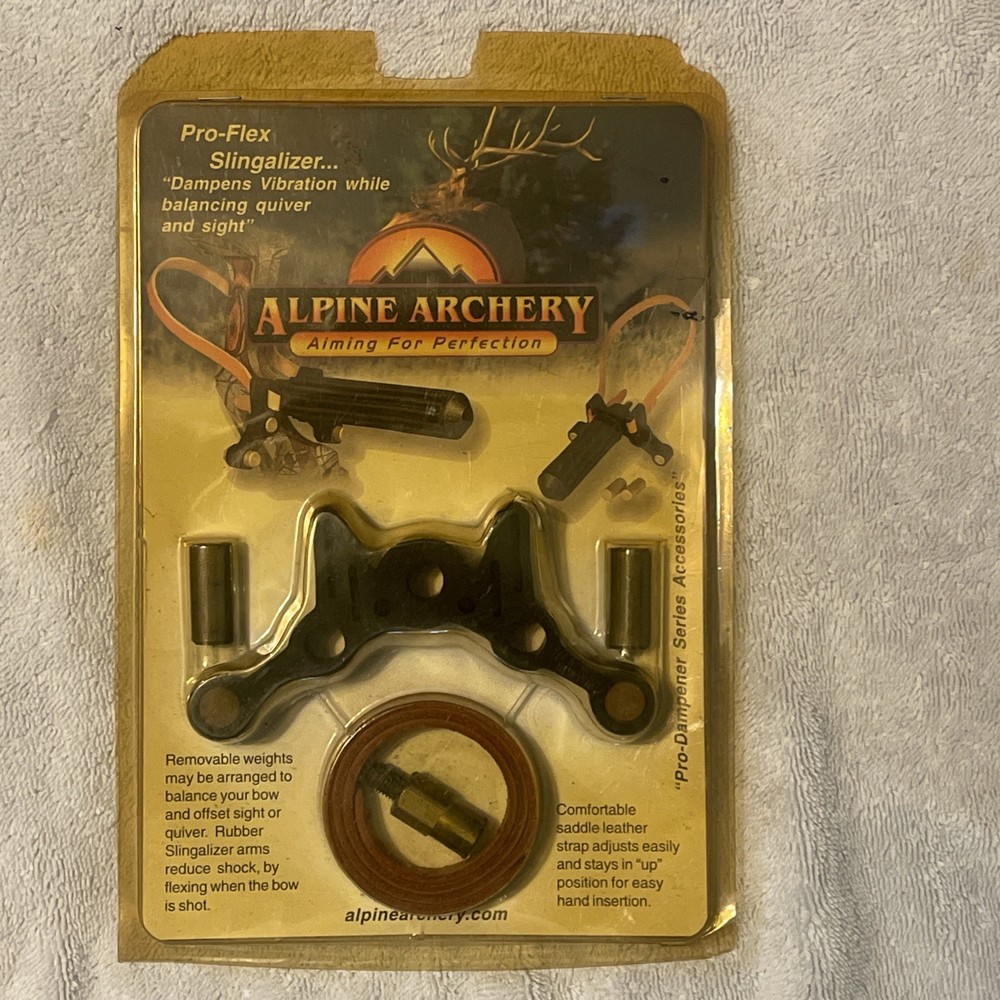 Pro-Flex
Slingalizer...
“Dampens Vibration while
balancing quiver
and sight”
ALPINE ARCHERY
Aiming For Perfection
“Pro-Dampener Series Accessories”
Removable weights
may be arranged to
balance your bow
and offset sight or
quiver. Rubber
Slingalizer arms
reduce shock, by
flexing when the bow
is shot.
Comfortable
saddle leather
strap adjusts easily
and stays in “up”
position for easy
hand insertion.
alpinearchery.com